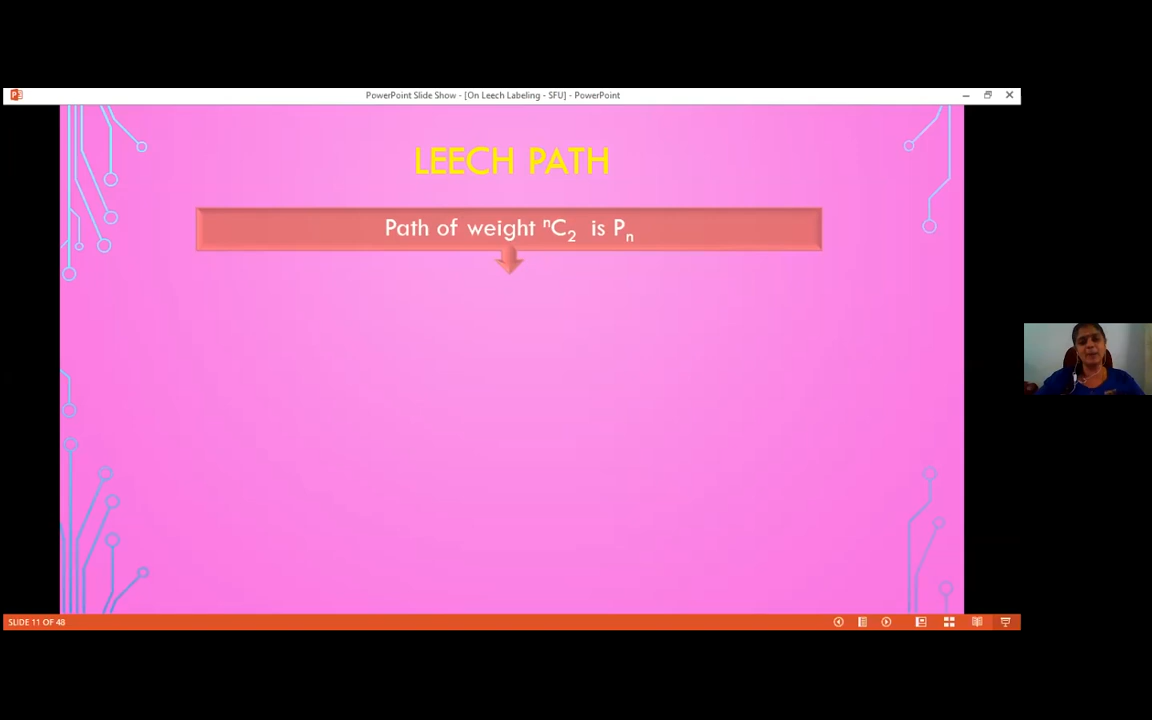 PowerPoint Slide Show - [On Leech Labeling - SFU] - PowerPoint
LEECH PATH
Path of weight ⁿC₂ is Pₙ
SLIDE 11 OF 48